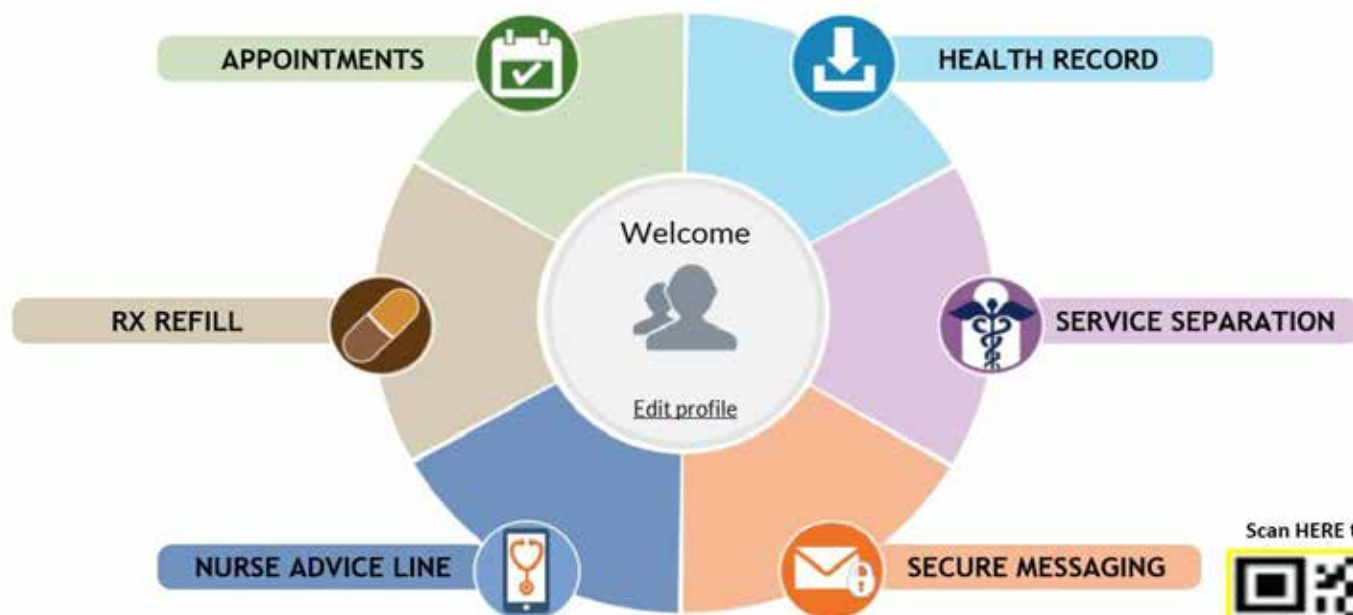 APPOINTMENTS
HEALTH RECORD
Welcome
RX REFILL
SERVICE SEPARATION
Edit profile
NURSE ADVICE LINE
SECURE MESSAGING
Scan HERE